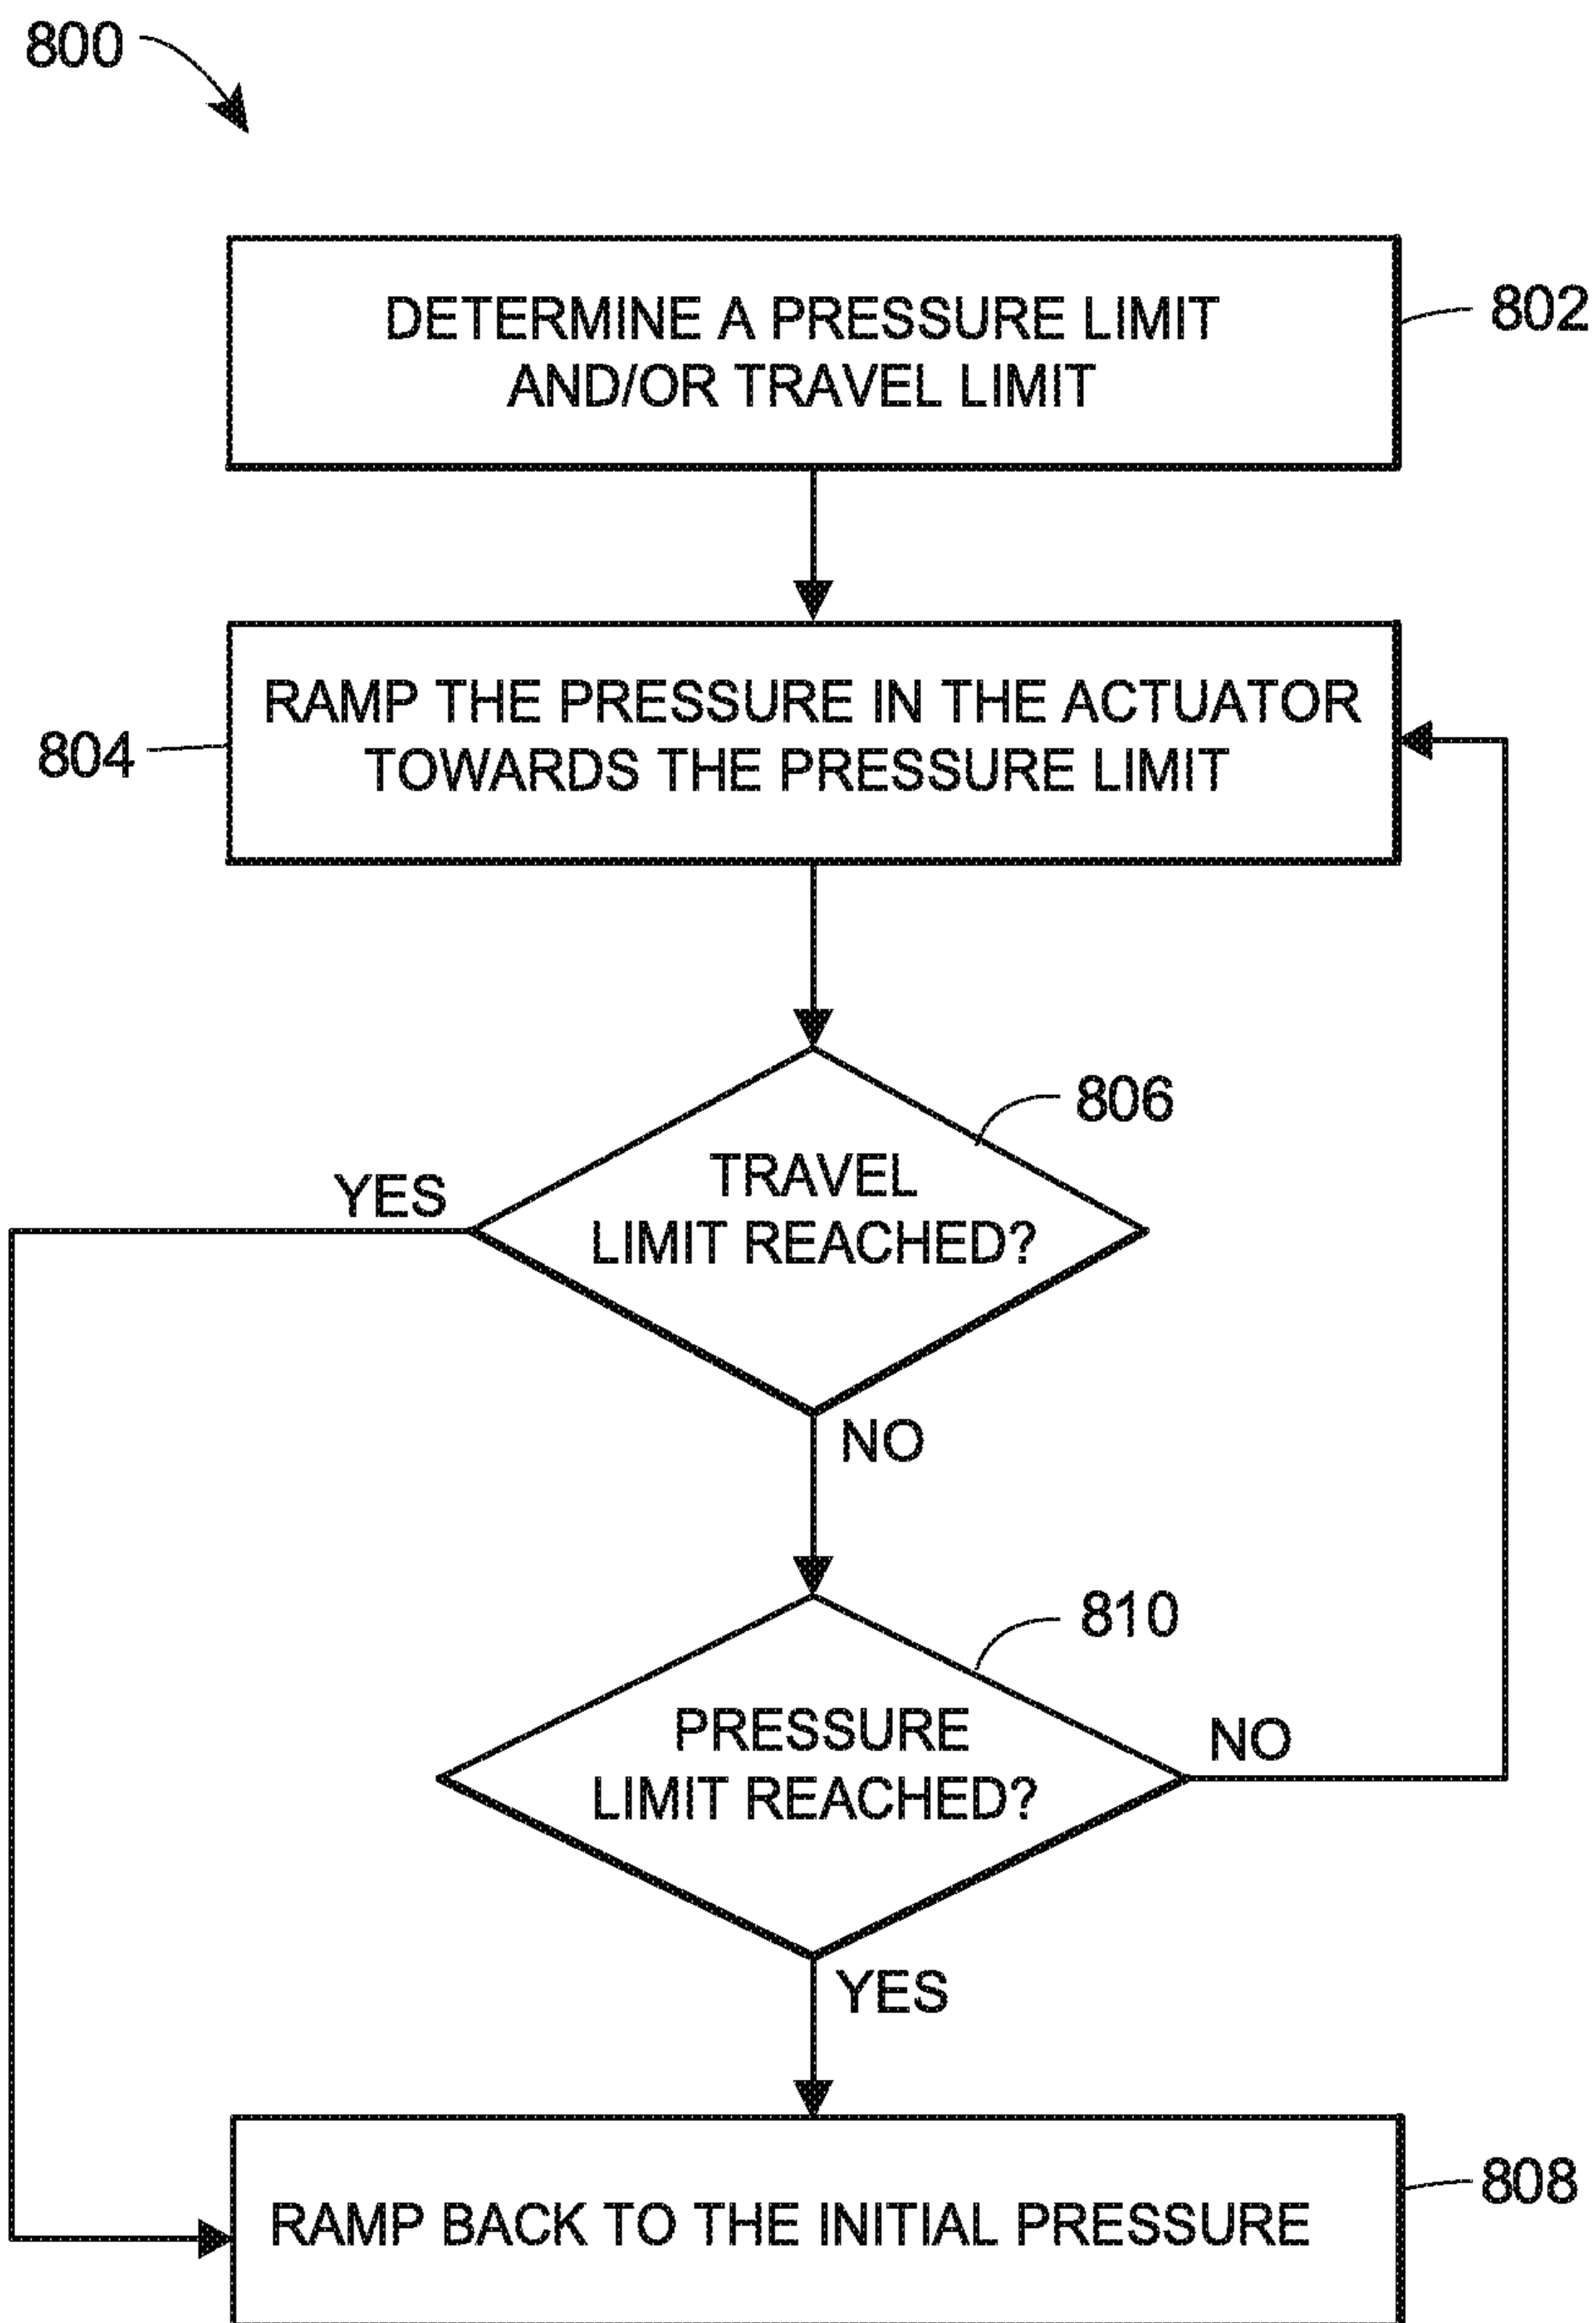 800
DETERMINE A PRESSURE LIMIT
AND/OR TRAVEL LIMIT
802
RAMP THE PRESSURE IN THE ACTUATOR
TOWARDS THE PRESSURE LIMIT
804
806
TRAVEL
LIMIT REACHED?
YES
NO
810
PRESSURE
LIMIT REACHED?
NO
YES
808
RAMP BACK TO THE INITIAL PRESSURE